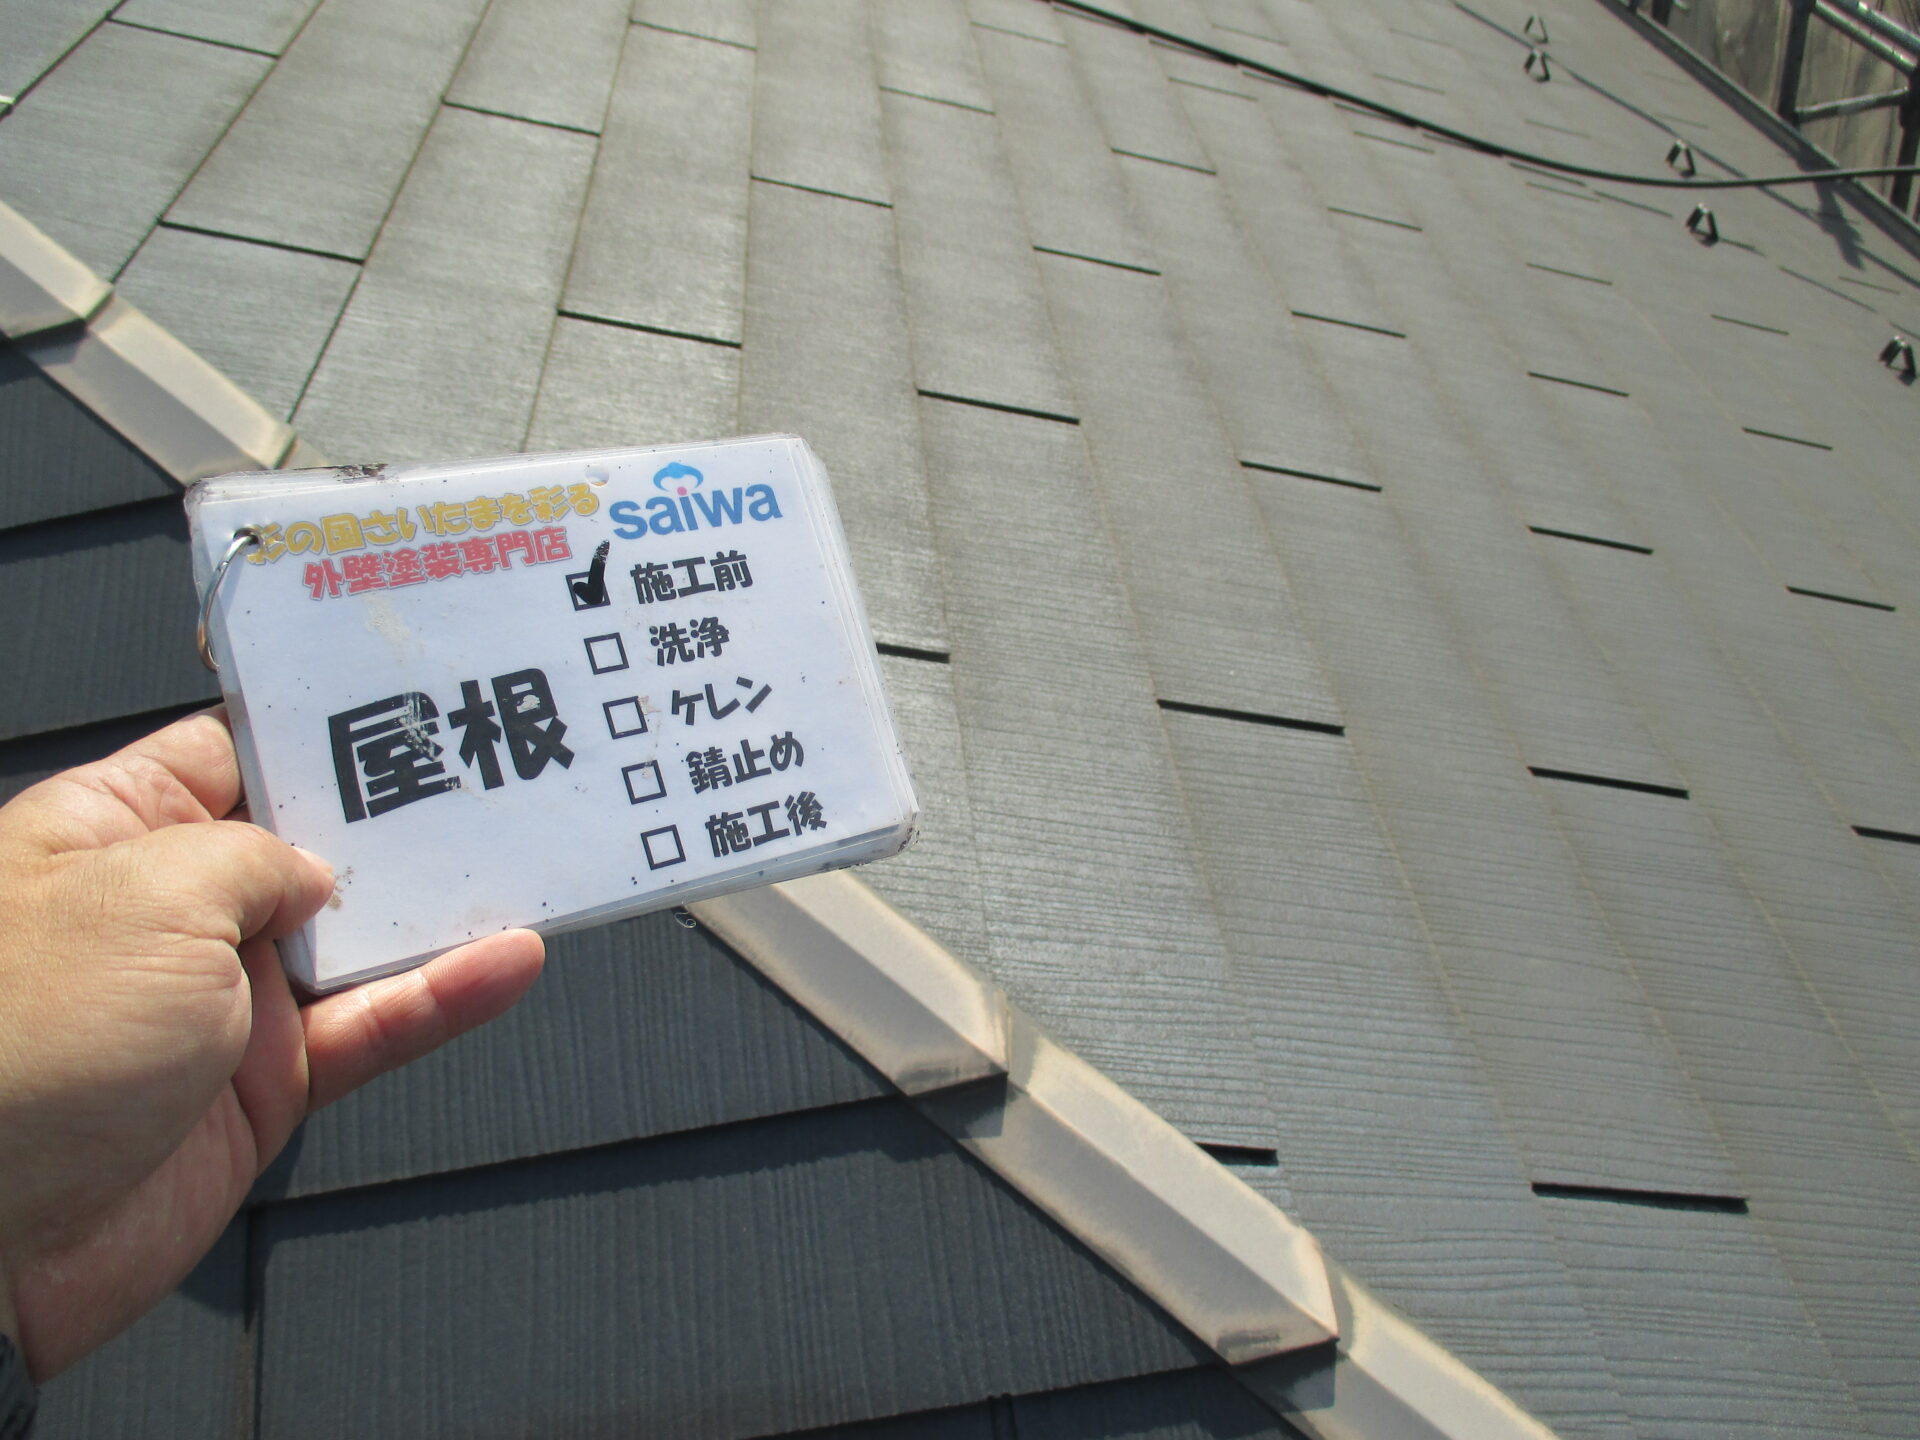 彩の国さいたまを彩る
外壁塗装専門店
saiwa
屋根
☑ 施工前
☐ 洗浄
☐ ケレン
☐ 錆止め
☐ 施工後